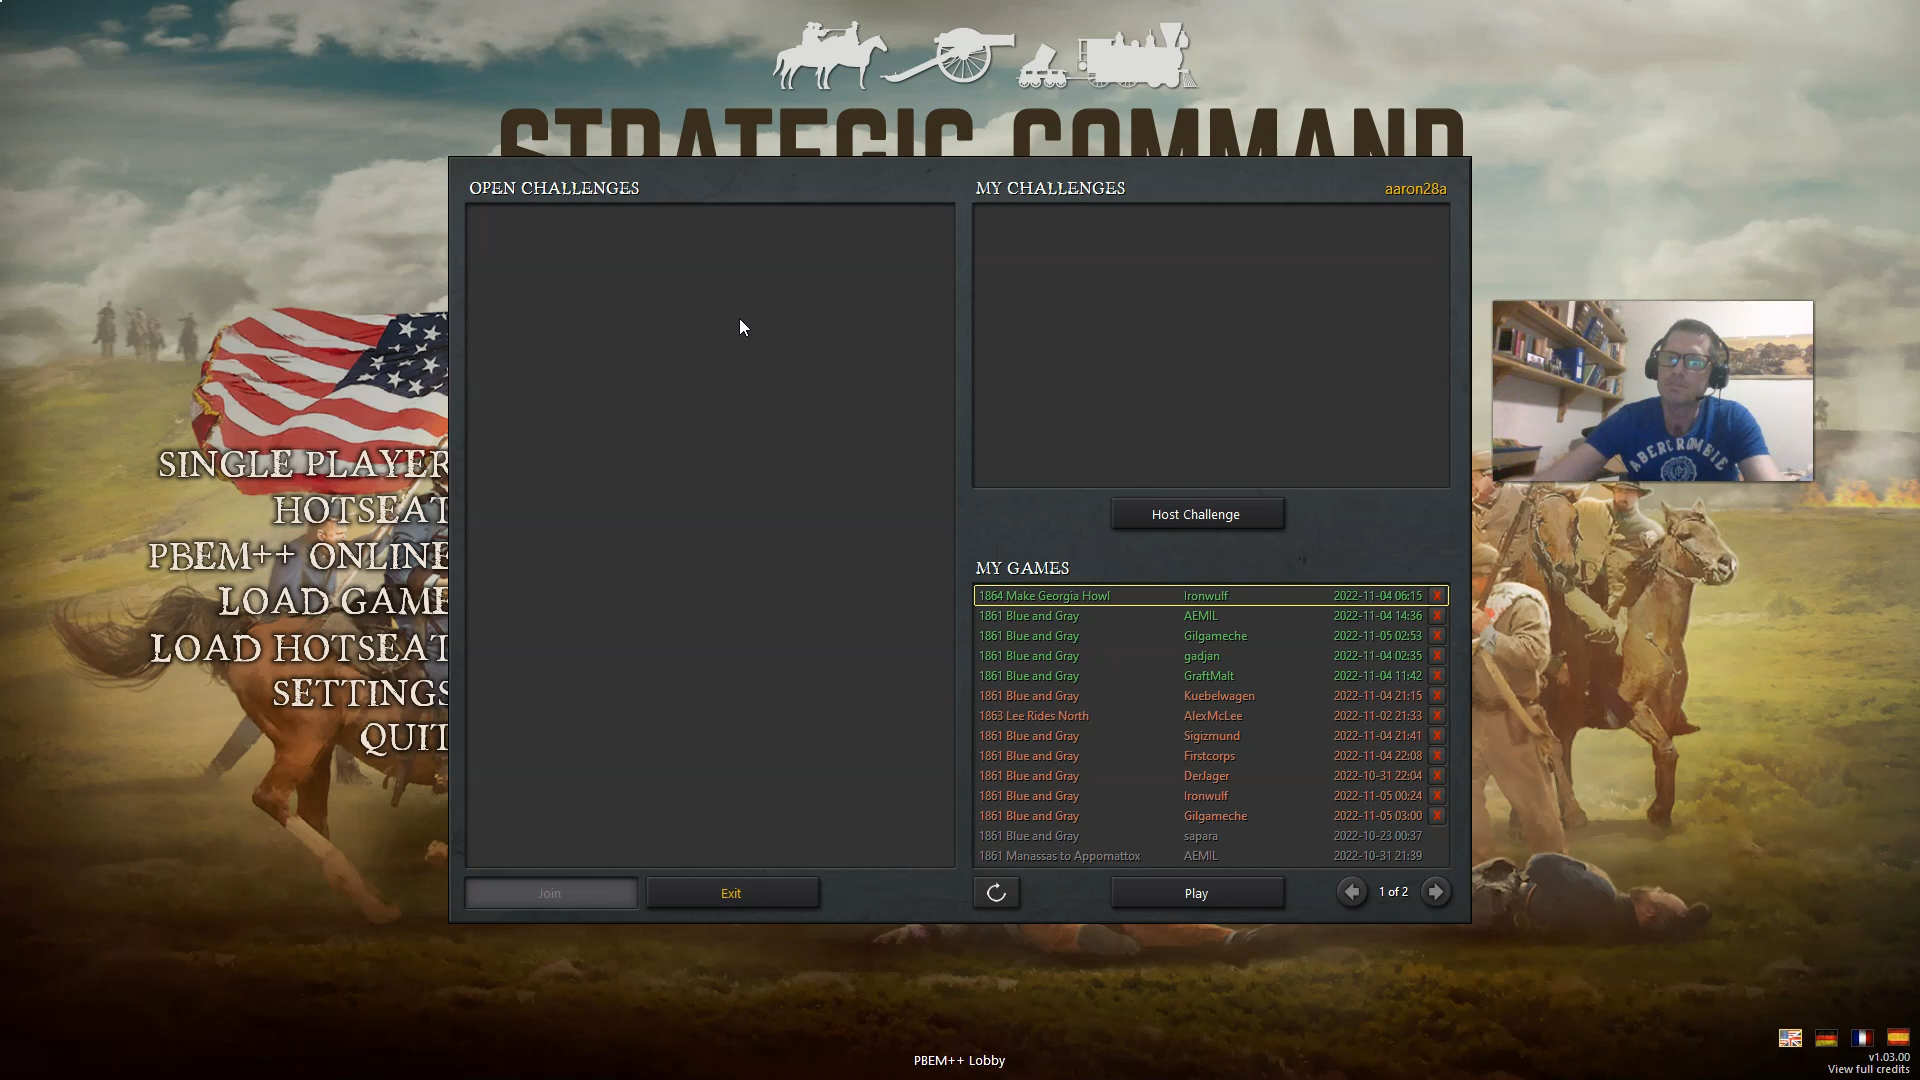 STRATEGIC COMMAND
OPEN CHALLENGES
MY CHALLENGES
aaron28a
SINGLE PLAYER
HOTSEAT
PBEM++ ONLINE
LOAD GAME
LOAD HOTSEAT
SETTINGS
QUIT
ABERCROMBIE
Host Challenge
MY GAMES
1864 Make Georgia Howl Ironwulf 2022-11-04 06:15 X
1861 Blue and Gray AEMIL 2022-11-04 14:36 X
1861 Blue and Gray Gilgameche 2022-11-05 02:53 X
1861 Blue and Gray gadjan 2022-11-04 02:35 X
1861 Blue and Gray GraftMalt 2022-11-04 11:42 X
1861 Blue and Gray Kuebelwagen 2022-11-04 21:15 X
1863 Lee Rides North AlexMcLee 2022-11-02 21:33 X
1861 Blue and Gray Sigizmund 2022-11-04 21:41 X
1861 Blue and Gray Firstcorps 2022-11-04 22:08 X
1861 Blue and Gray DerJager 2022-10-31 22:04 X
1861 Blue and Gray Ironwulf 2022-11-05 00:24 X
1861 Blue and Gray Gilgameche 2022-11-05 03:00 X
1861 Blue and Gray sapara 2022-10-23 00:37
1861 Manassas to Appomattox AEMIL 2022-10-31 21:39
Join
Exit
Play
1 of 2
PBEM++ Lobby
v1.03.00
View full credits